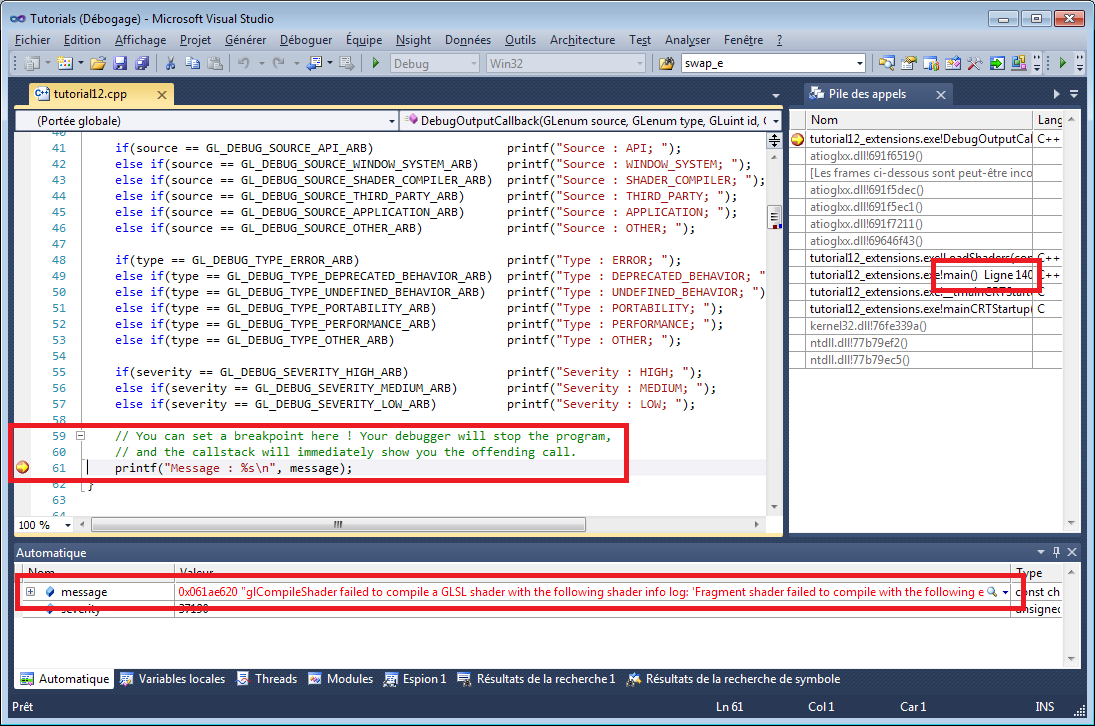 Tutorials (Débogage) - Microsoft Visual Studio
Fichier Edition Affichage Projet Générer Déboguer Équipe Nsight Données Outils Architecture Test Analyser Fenêtre ?
Debug Win32 swap_e
tutorial12.cpp
(Portée globale) DebugOutputCallback(GLenum source, GLenum type, GLuint id, G
40
41 if(source == GL_DEBUG_SOURCE_API_ARB) printf("Source : API; ");
42 else if(source == GL_DEBUG_SOURCE_WINDOW_SYSTEM_ARB) printf("Source : WINDOW_SYSTEM; ");
43 else if(source == GL_DEBUG_SOURCE_SHADER_COMPILER_ARB) printf("Source : SHADER_COMPILER; ");
44 else if(source == GL_DEBUG_SOURCE_THIRD_PARTY_ARB) printf("Source : THIRD_PARTY; ");
45 else if(source == GL_DEBUG_SOURCE_APPLICATION_ARB) printf("Source : APPLICATION; ");
46 else if(source == GL_DEBUG_SOURCE_OTHER_ARB) printf("Source : OTHER; ");
47
48 if(type == GL_DEBUG_TYPE_ERROR_ARB) printf("Type : ERROR; ");
49 else if(type == GL_DEBUG_TYPE_DEPRECATED_BEHAVIOR_ARB) printf("Type : DEPRECATED_BEHAVIOR; "
50 else if(type == GL_DEBUG_TYPE_UNDEFINED_BEHAVIOR_ARB) printf("Type : UNDEFINED_BEHAVIOR; ")
51 else if(type == GL_DEBUG_TYPE_PORTABILITY_ARB) printf("Type : PORTABILITY; ");
52 else if(type == GL_DEBUG_TYPE_PERFORMANCE_ARB) printf("Type : PERFORMANCE; ");
53 else if(type == GL_DEBUG_TYPE_OTHER_ARB) printf("Type : OTHER; ");
54
55 if(severity == GL_DEBUG_SEVERITY_HIGH_ARB) printf("Severity : HIGH; ");
56 else if(severity == GL_DEBUG_SEVERITY_MEDIUM_ARB) printf("Severity : MEDIUM; ");
57 else if(severity == GL_DEBUG_SEVERITY_LOW_ARB) printf("Severity : LOW; ");
58
59 // You can set a breakpoint here ! Your debugger will stop the program,
60 // and the callstack will immediately show you the offending call.
61 printf("Message : %s\n", message);
62 }
63
64
100 %
Pile des appels
Nom Lang
tutorial12_extensions.exe!DebugOutputCal C++
atioglxx.dll!691f6519()
[Les frames ci-dessous sont peut-être inco
atioglxx.dll!691f5dec()
atioglxx.dll!691f5ec1()
atioglxx.dll!691f7211()
atioglxx.dll!69646f43()
tutorial12_extensions.exe!LoadShaders(con C++
tutorial12_extensions.exe!main() Ligne 140 C++
tutorial12_extensions.exe!__tmainCRTStart C
tutorial12_extensions.exe!mainCRTStartup( C
kernel32.dll!76fe339a()
ntdll.dll!77b79ef2()
ntdll.dll!77b79ec5()
Automatique
Nom Valeur Type
message 0x061ae620 "glCompileShader failed to compile a GLSL shader with the following shader info log: 'Fragment shader failed to compile with the following e const ch
severity 37190 unsigned
Automatique Variables locales Threads Modules Espion 1 Résultats de la recherche 1 Résultats de la recherche de symbole
Prêt Ln 61 Col 1 Car 1 INS